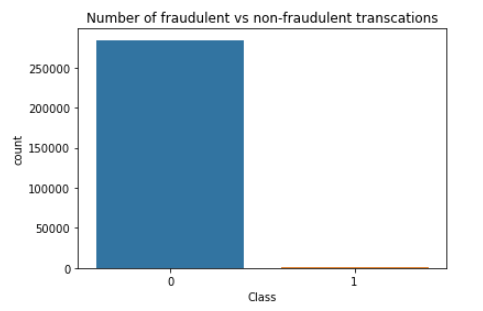 Number of fraudulent vs non-fraudulent transcations
250000
200000
150000
100000
50000
0
count
0 1
Class